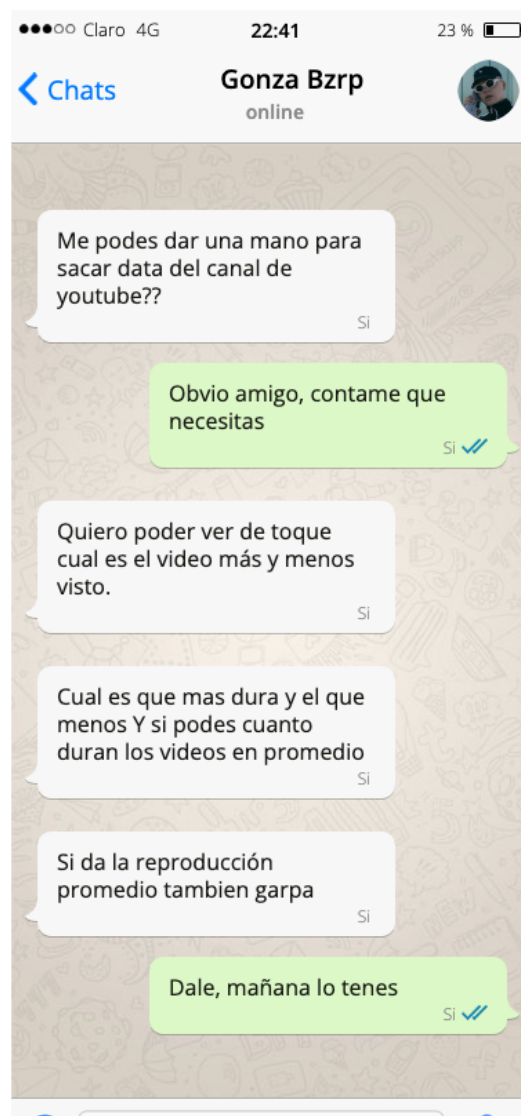 Claro 4G 22:41 23 %
Chats Gonza Bzrp
online
Me podes dar una mano para
sacar data del canal de
youtube??
Si
Obvio amigo, contame que
necesitas
Si
Quiero poder ver de toque
cual es el video más y menos
visto.
Si
Cual es que mas dura y el que
menos Y si podes cuanto
duran los videos en promedio
Si
Si da la reproducción
promedio tambien garpa
Si
Dale, mañana lo tenes
Si